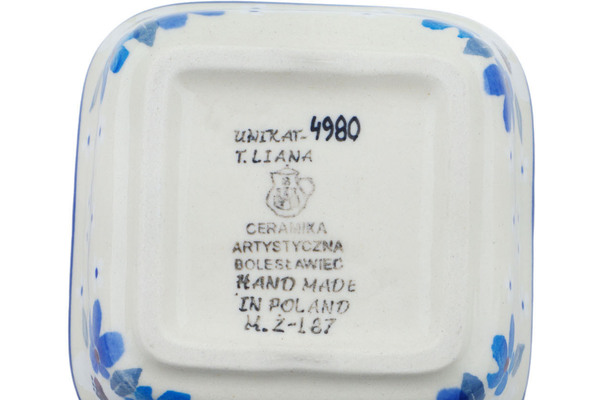 UNIKAT-4980
T. LIANA
CERAMIKA
ARTYSTYCZNA
BOLESŁAWIEC
HAND MADE
IN POLAND
M.Ż-187